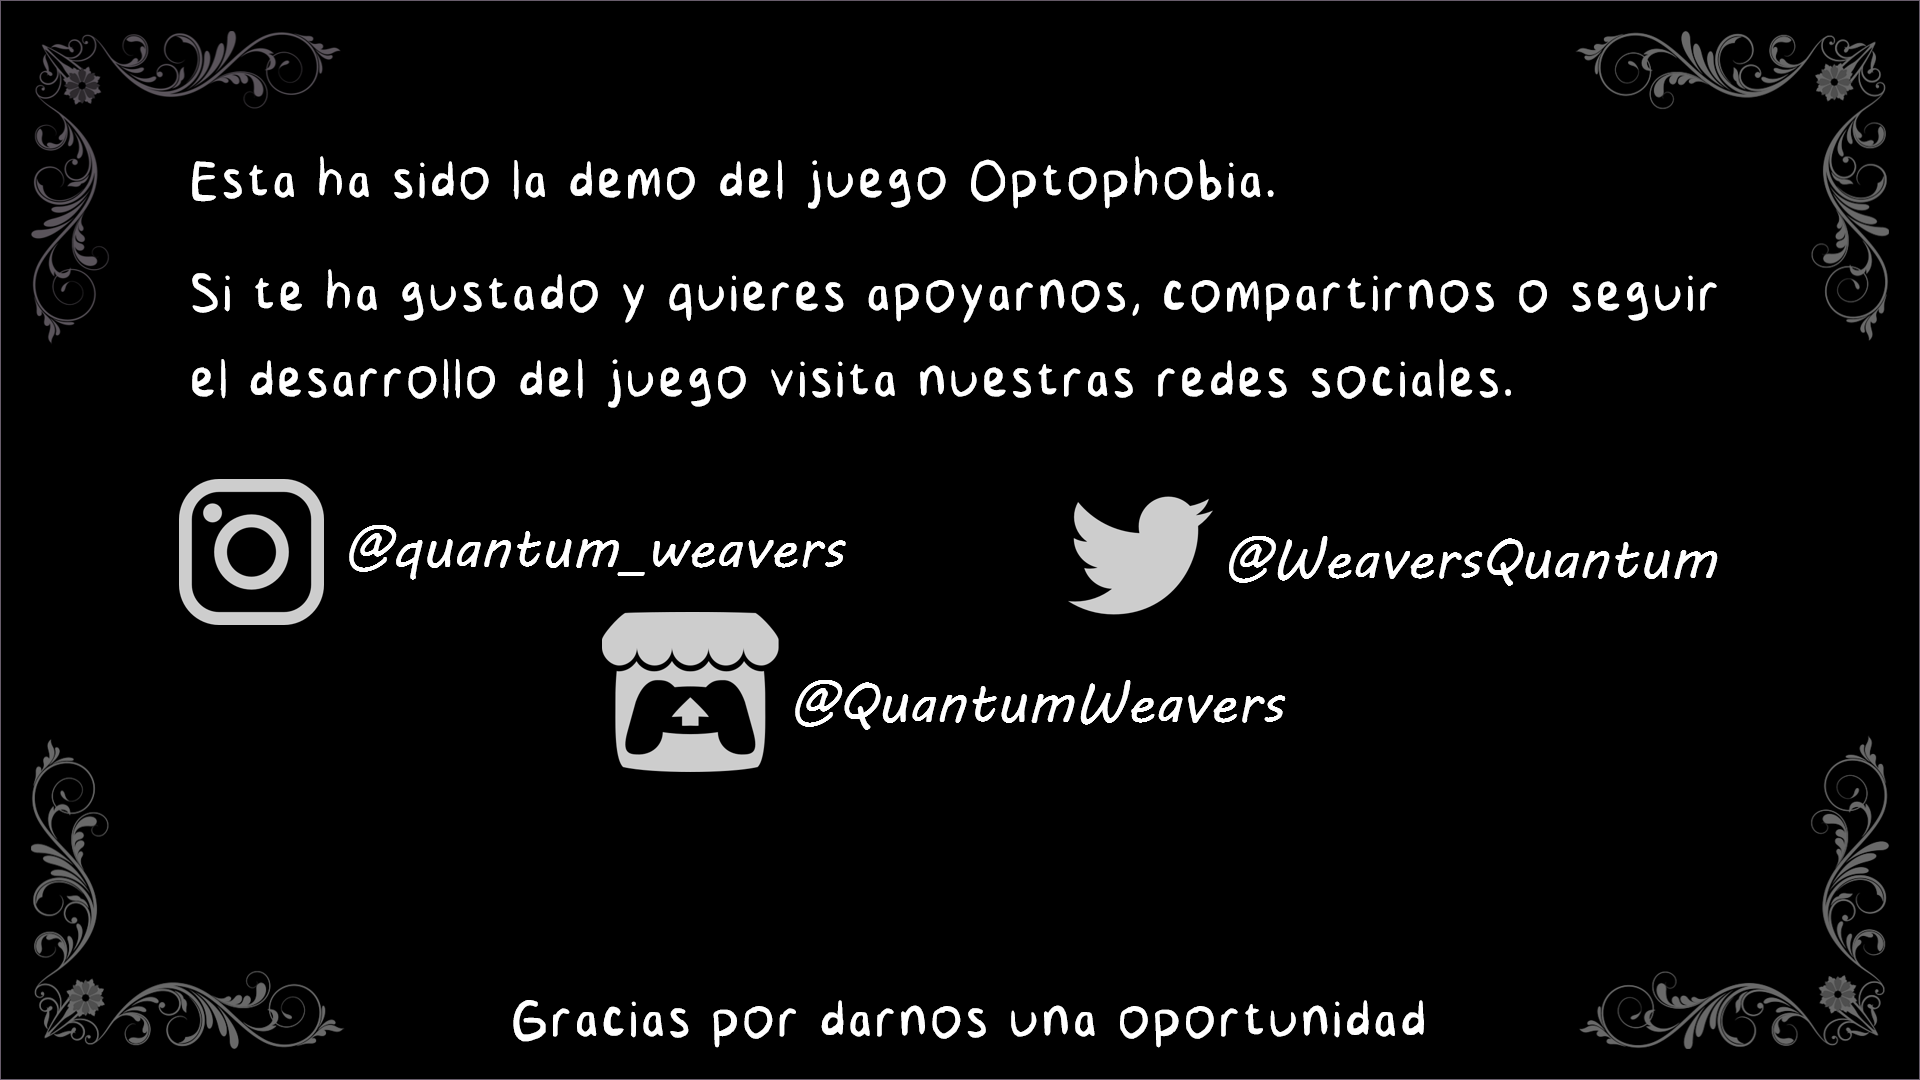 Esta ha sido la demo del juego Optophobia.
Si te ha gustado y quieres apoyarnos, compartirnos o seguir
el desarrollo del juego visita nuestras redes sociales.
@quantum_weavers
@WeaversQuantum
@QuantumWeavers
Gracias por darnos una oportunidad